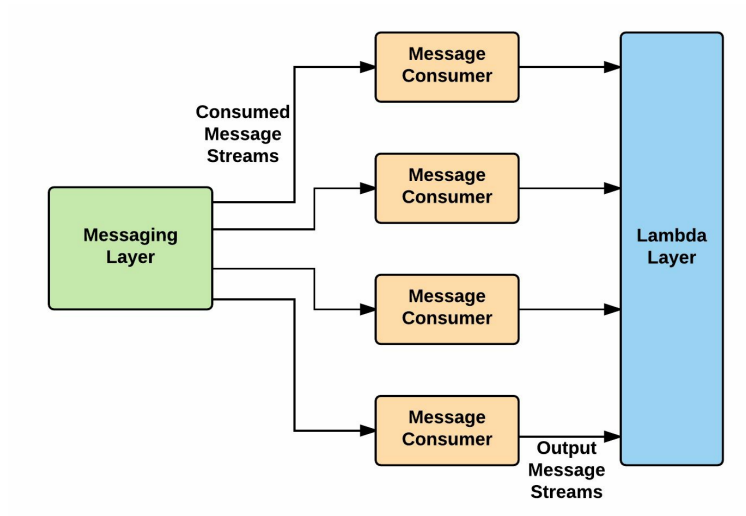 Message
Consumer
Consumed
Message
Streams
Message
Consumer
Messaging
Layer
Lambda
Layer
Message
Consumer
Message
Consumer
Output
Message
Streams